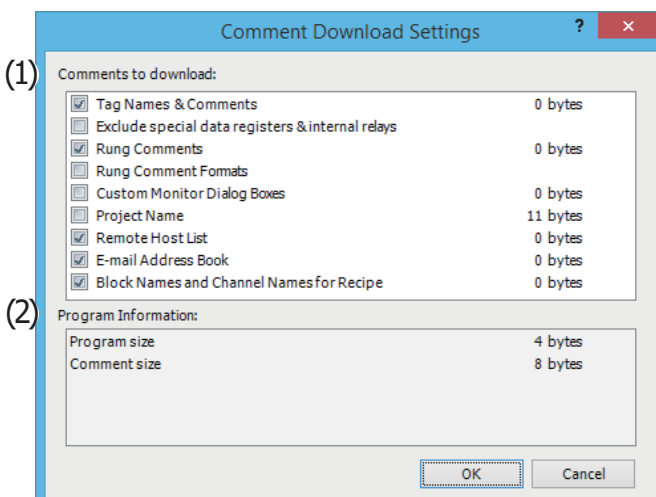 Comment Download Settings ? ×
(1) Comments to download:
Tag Names & Comments 0 bytes
Exclude special data registers & internal relays
Rung Comments 0 bytes
Rung Comment Formats
Custom Monitor Dialog Boxes 0 bytes
Project Name 11 bytes
Remote Host List 0 bytes
E-mail Address Book 0 bytes
Block Names and Channel Names for Recipe 0 bytes
(2) Program Information:
Program size 4 bytes
Comment size 8 bytes
OK Cancel